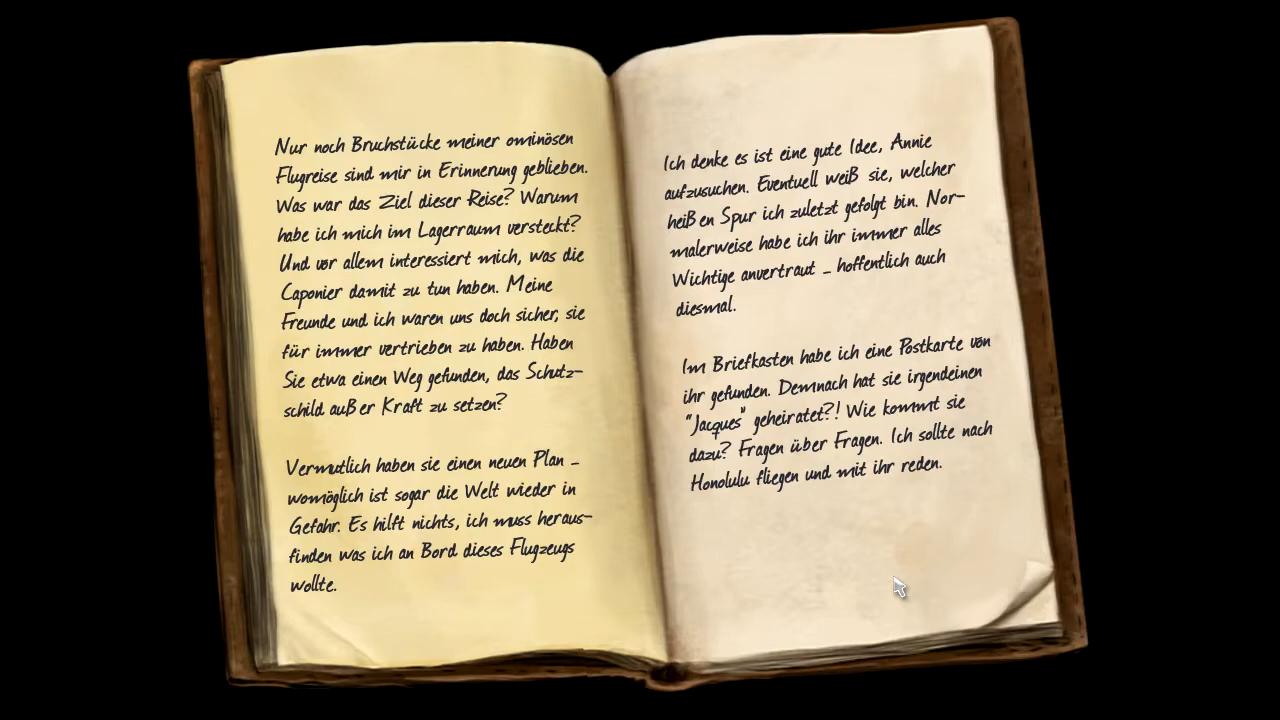 Nur noch Bruchstücke meiner ominösen
Flugreise sind mir in Erinnerung geblieben.
Was war das Ziel dieser Reise? Warum
habe ich mich im Lagerraum versteckt?
Und vor allem interessiert mich, was die
Caponier damit zu tun haben. Meine
Freunde und ich waren uns doch sicher, sie
für immer vertrieben zu haben. Haben
Sie etwa einen Weg gefunden, das Schutz-
schild außer Kraft zu setzen?
Vermutlich haben sie einen neuen Plan –
womöglich ist sogar die Welt wieder in
Gefahr. Es hilft nichts, ich muss heraus-
finden was ich an Bord dieses Flugzeugs
wollte.
Ich denke es ist eine gute Idee, Annie
aufzusuchen. Eventuell weiß sie, welcher
heißen Spur ich zuletzt gefolgt bin. Nor-
malerweise habe ich ihr immer alles
Wichtige anvertraut – hoffentlich auch
diesmal.
Im Briefkasten habe ich eine Postkarte von
ihr gefunden. Demnach hat sie irgendeinen
"Jacques" geheiratet?! Wie kommt sie
dazu? Fragen über Fragen. Ich sollte nach
Honolulu fliegen und mit ihr reden.